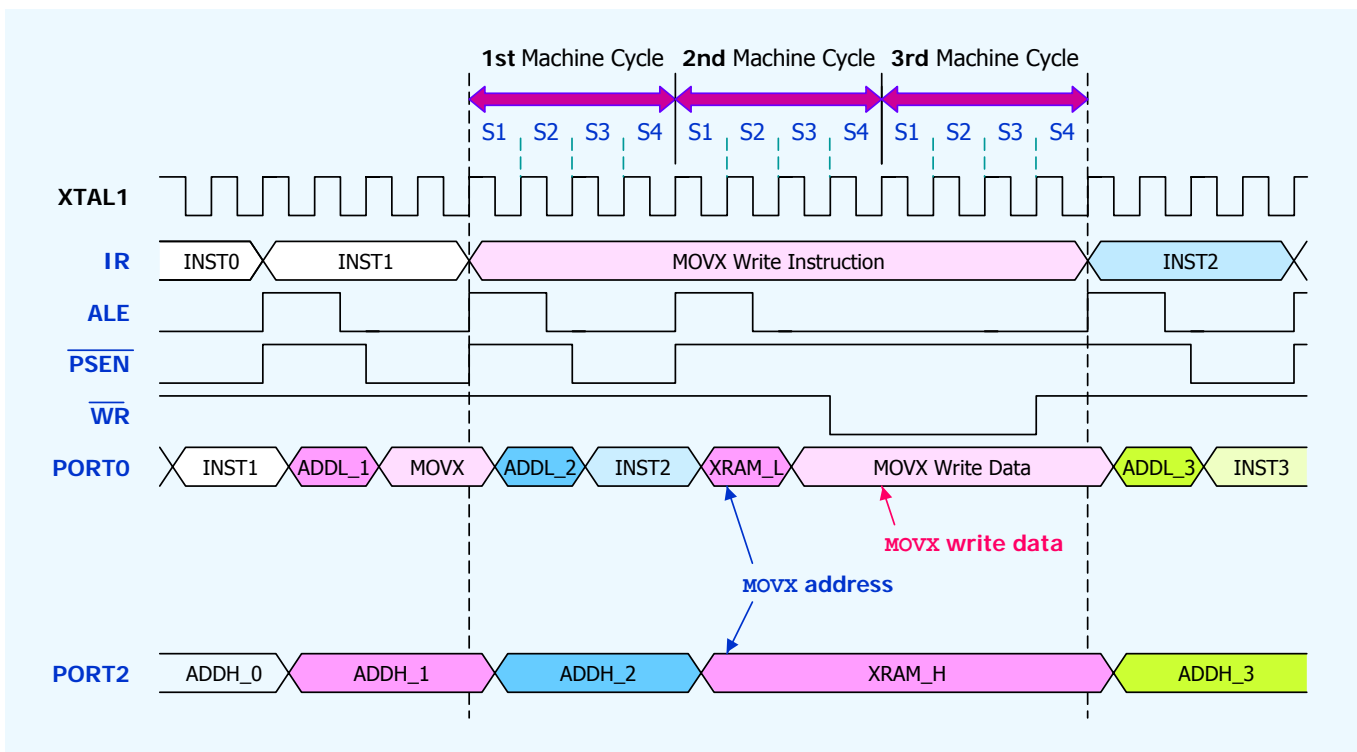 1st Machine Cycle 2nd Machine Cycle 3rd Machine Cycle
S1 S2 S3 S4 S1 S2 S3 S4 S1 S2 S3 S4
XTAL1
IR INST0 INST1 MOVX Write Instruction INST2
ALE
PSEN
WR
PORT0 INST1 ADDL_1 MOVX ADDL_2 INST2 XRAM_L MOVX Write Data ADDL_3 INST3
MOVX write data
MOVX address
PORT2 ADDH_0 ADDH_1 ADDH_2 XRAM_H ADDH_3